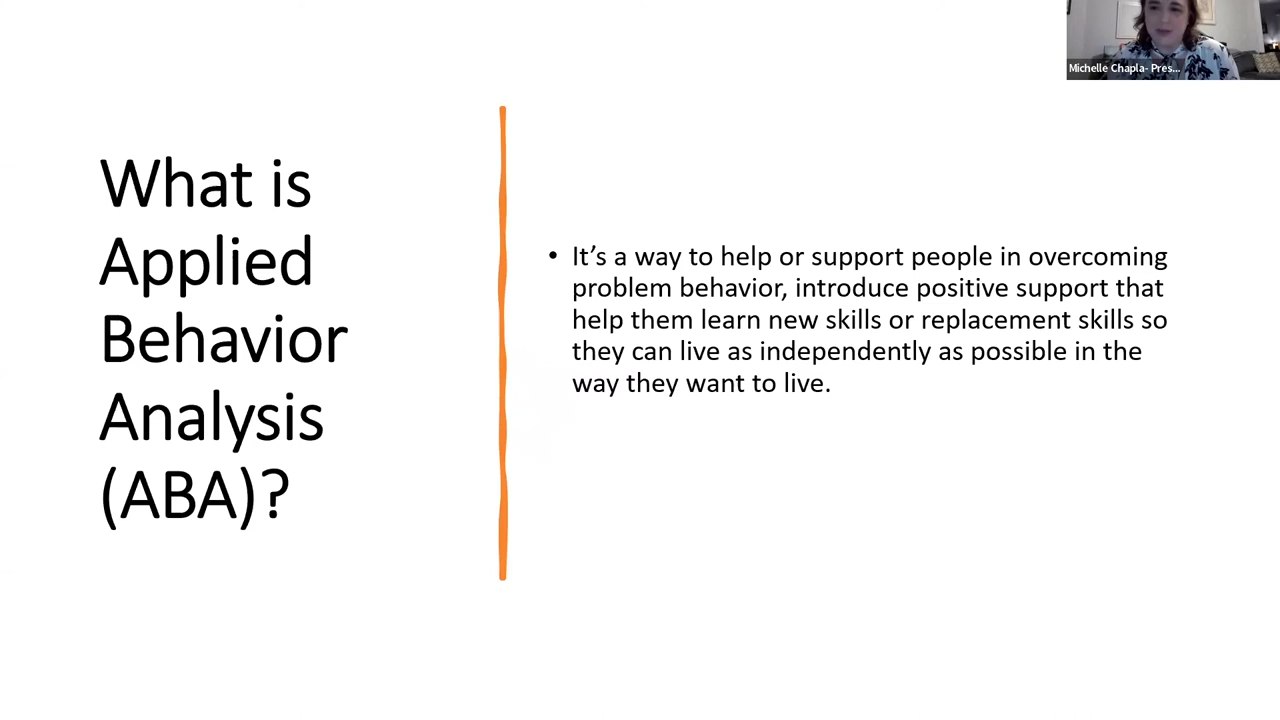 Michelle Chapla- Pres...
What is
Applied
Behavior
Analysis
(ABA)?
• It’s a way to help or support people in overcoming
problem behavior, introduce positive support that
help them learn new skills or replacement skills so
they can live as independently as possible in the
way they want to live.